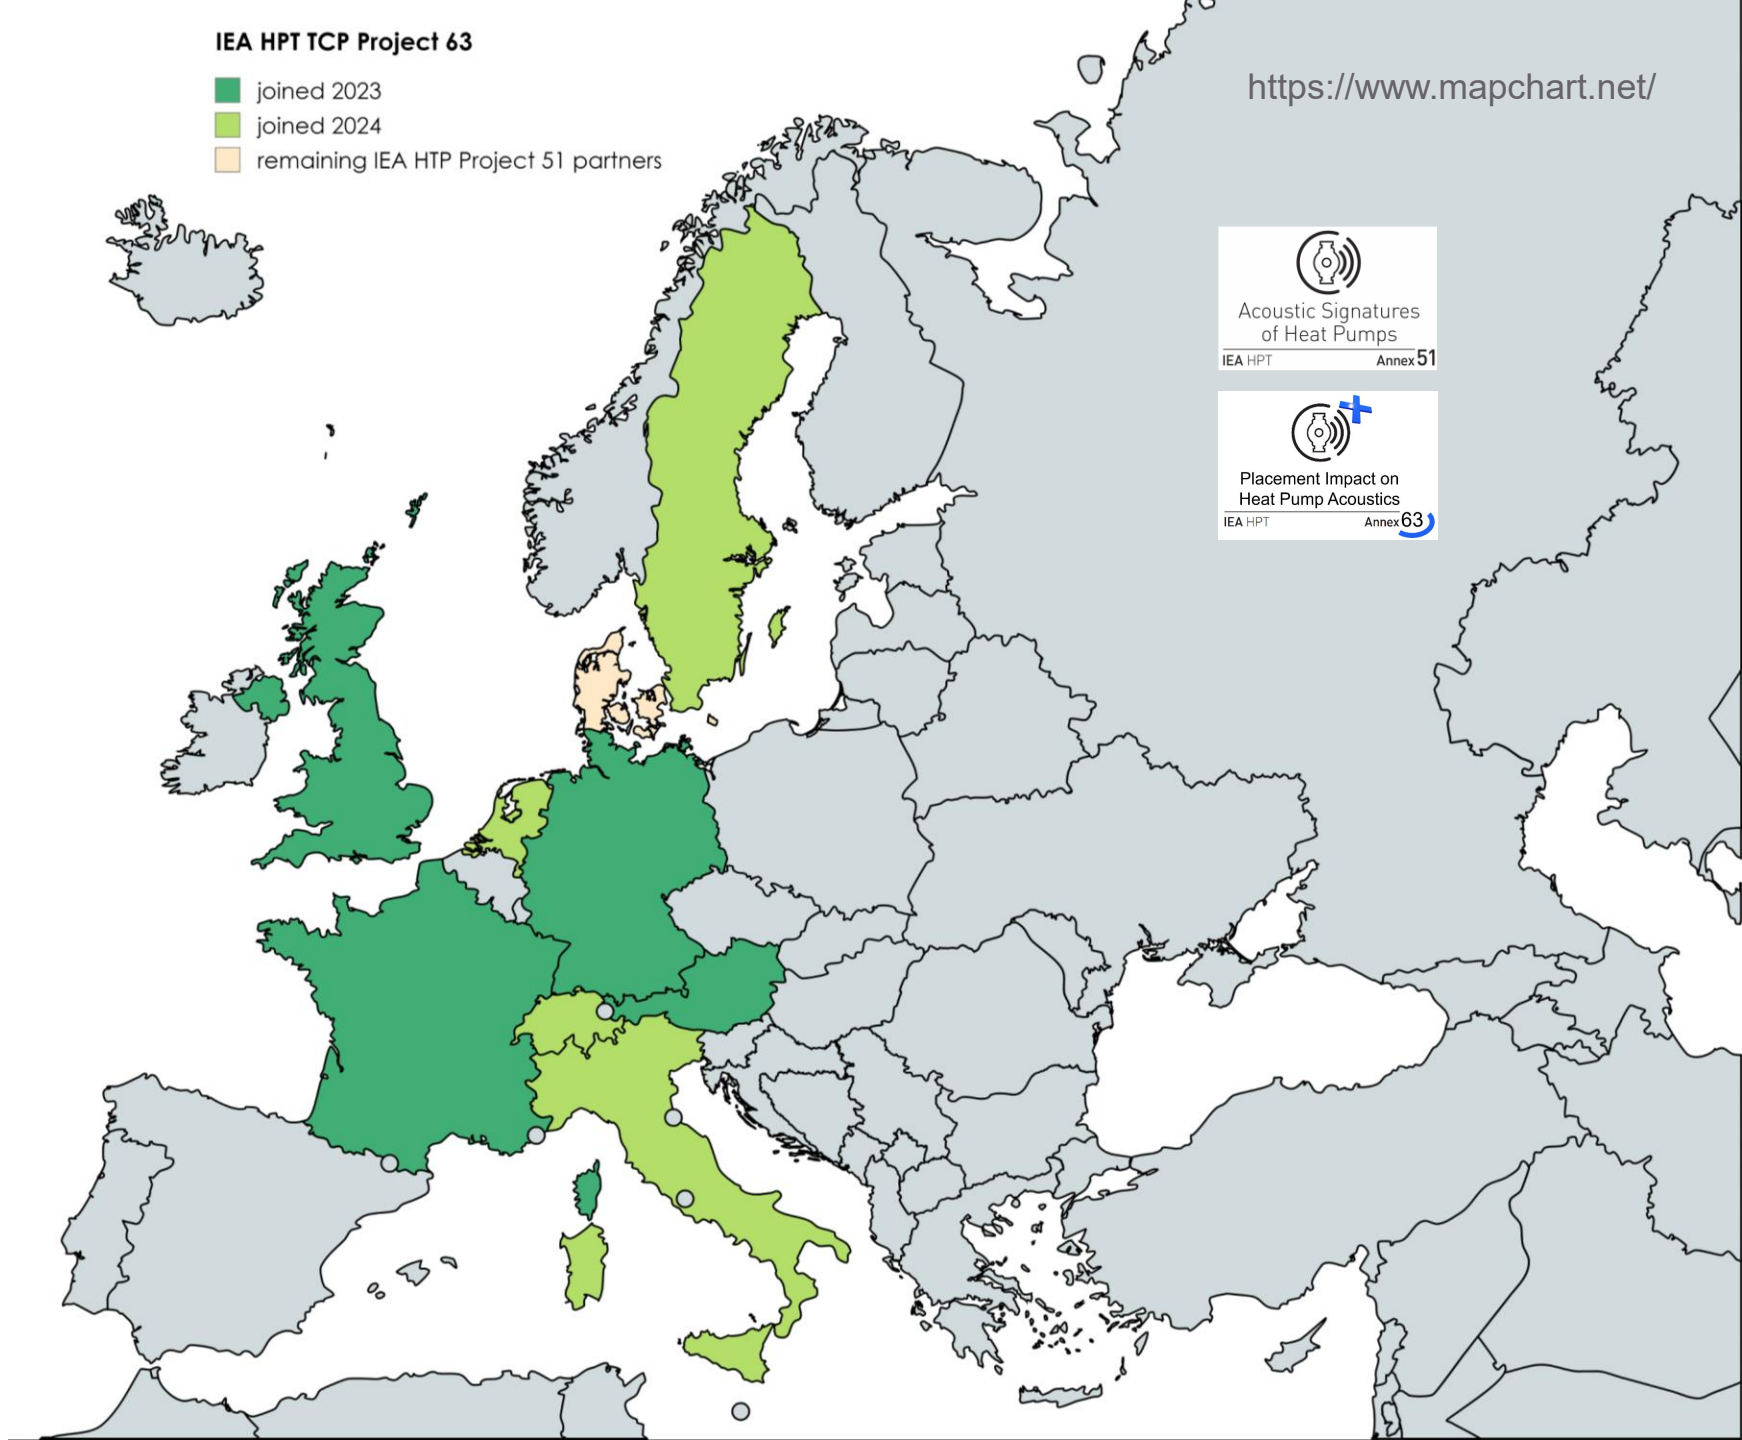 IEA HPT TCP Project 63
joined 2023
joined 2024
remaining IEA HTP Project 51 partners
https://www.mapchart.net/
Acoustic Signatures
of Heat Pumps
IEA HPT Annex 51
Placement Impact on
Heat Pump Acoustics
IEA HPT Annex 63